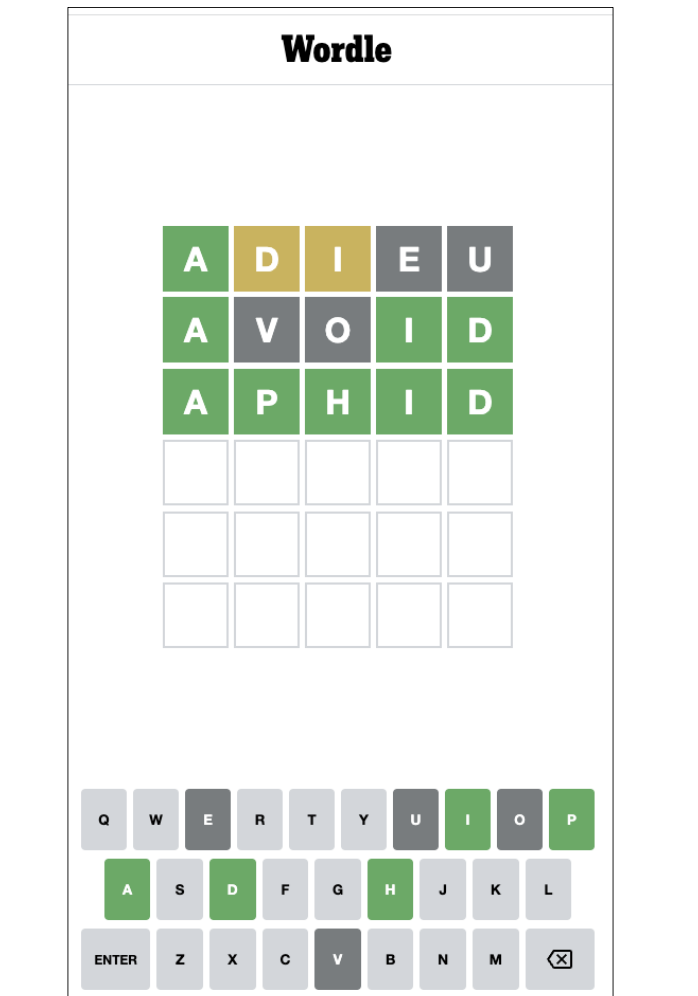 Wordle
A D I E U
A V O I D
A P H I D
Q W E R T Y U I O P
A S D F G H J K L
ENTER Z X C V B N M